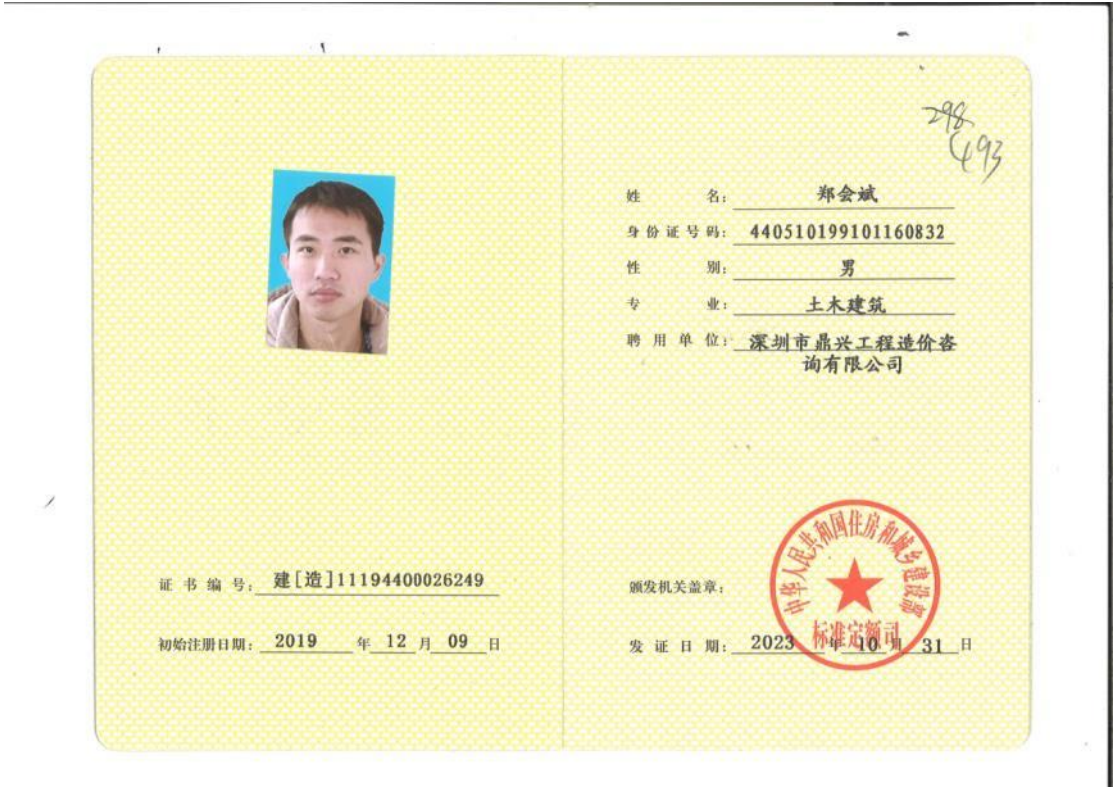 298
493
姓 名: 郑会斌
身份证号码: 440510199101160832
性 别: 男
专 业: 土木建筑
聘用单位: 深圳市鼎兴工程造价咨
询有限公司
证书编号: 建[造]11194400026249
初始注册日期: 2019 年 12 月 09 日
颁发机关盖章:
中华人民共和国住房和城乡建设部
标准定额司
发证日期: 2023 年 10 月 31 日